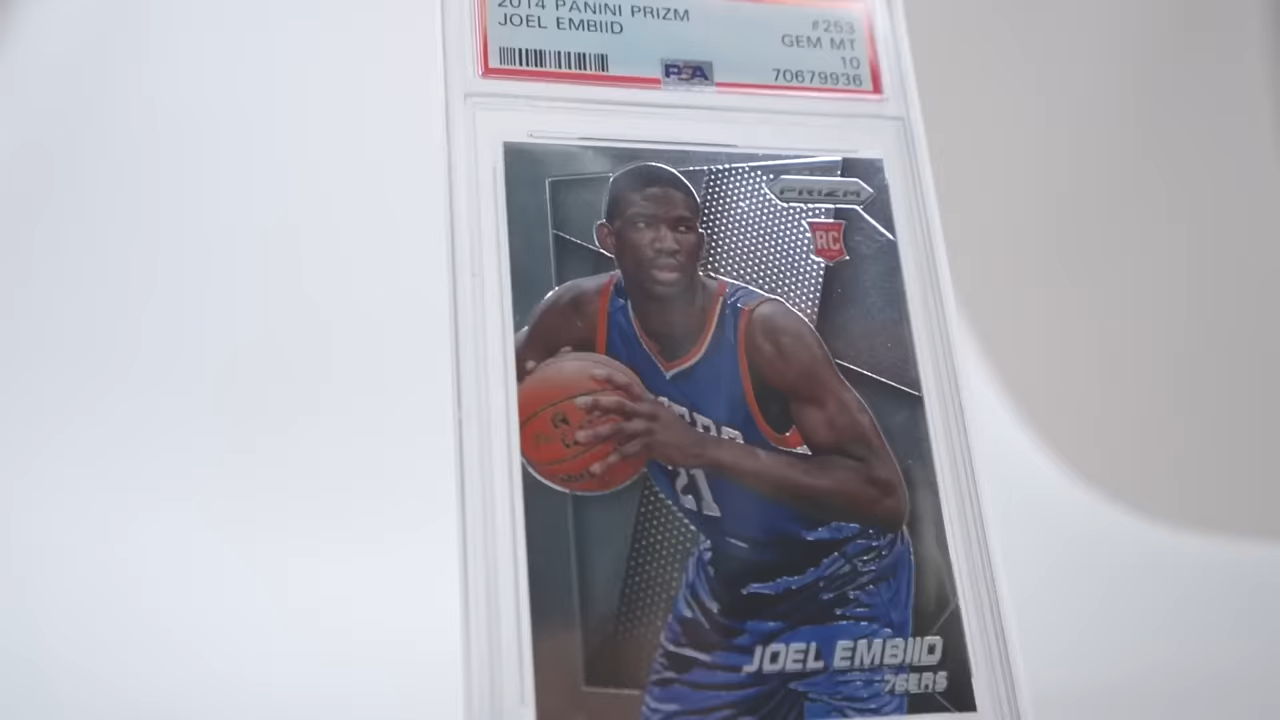 2014 PANINI PRIZM
JOEL EMBIID
#253
GEM MT
10
70679936
PSA
PRIZM
RC
21
JOEL EMBIID
76ERS